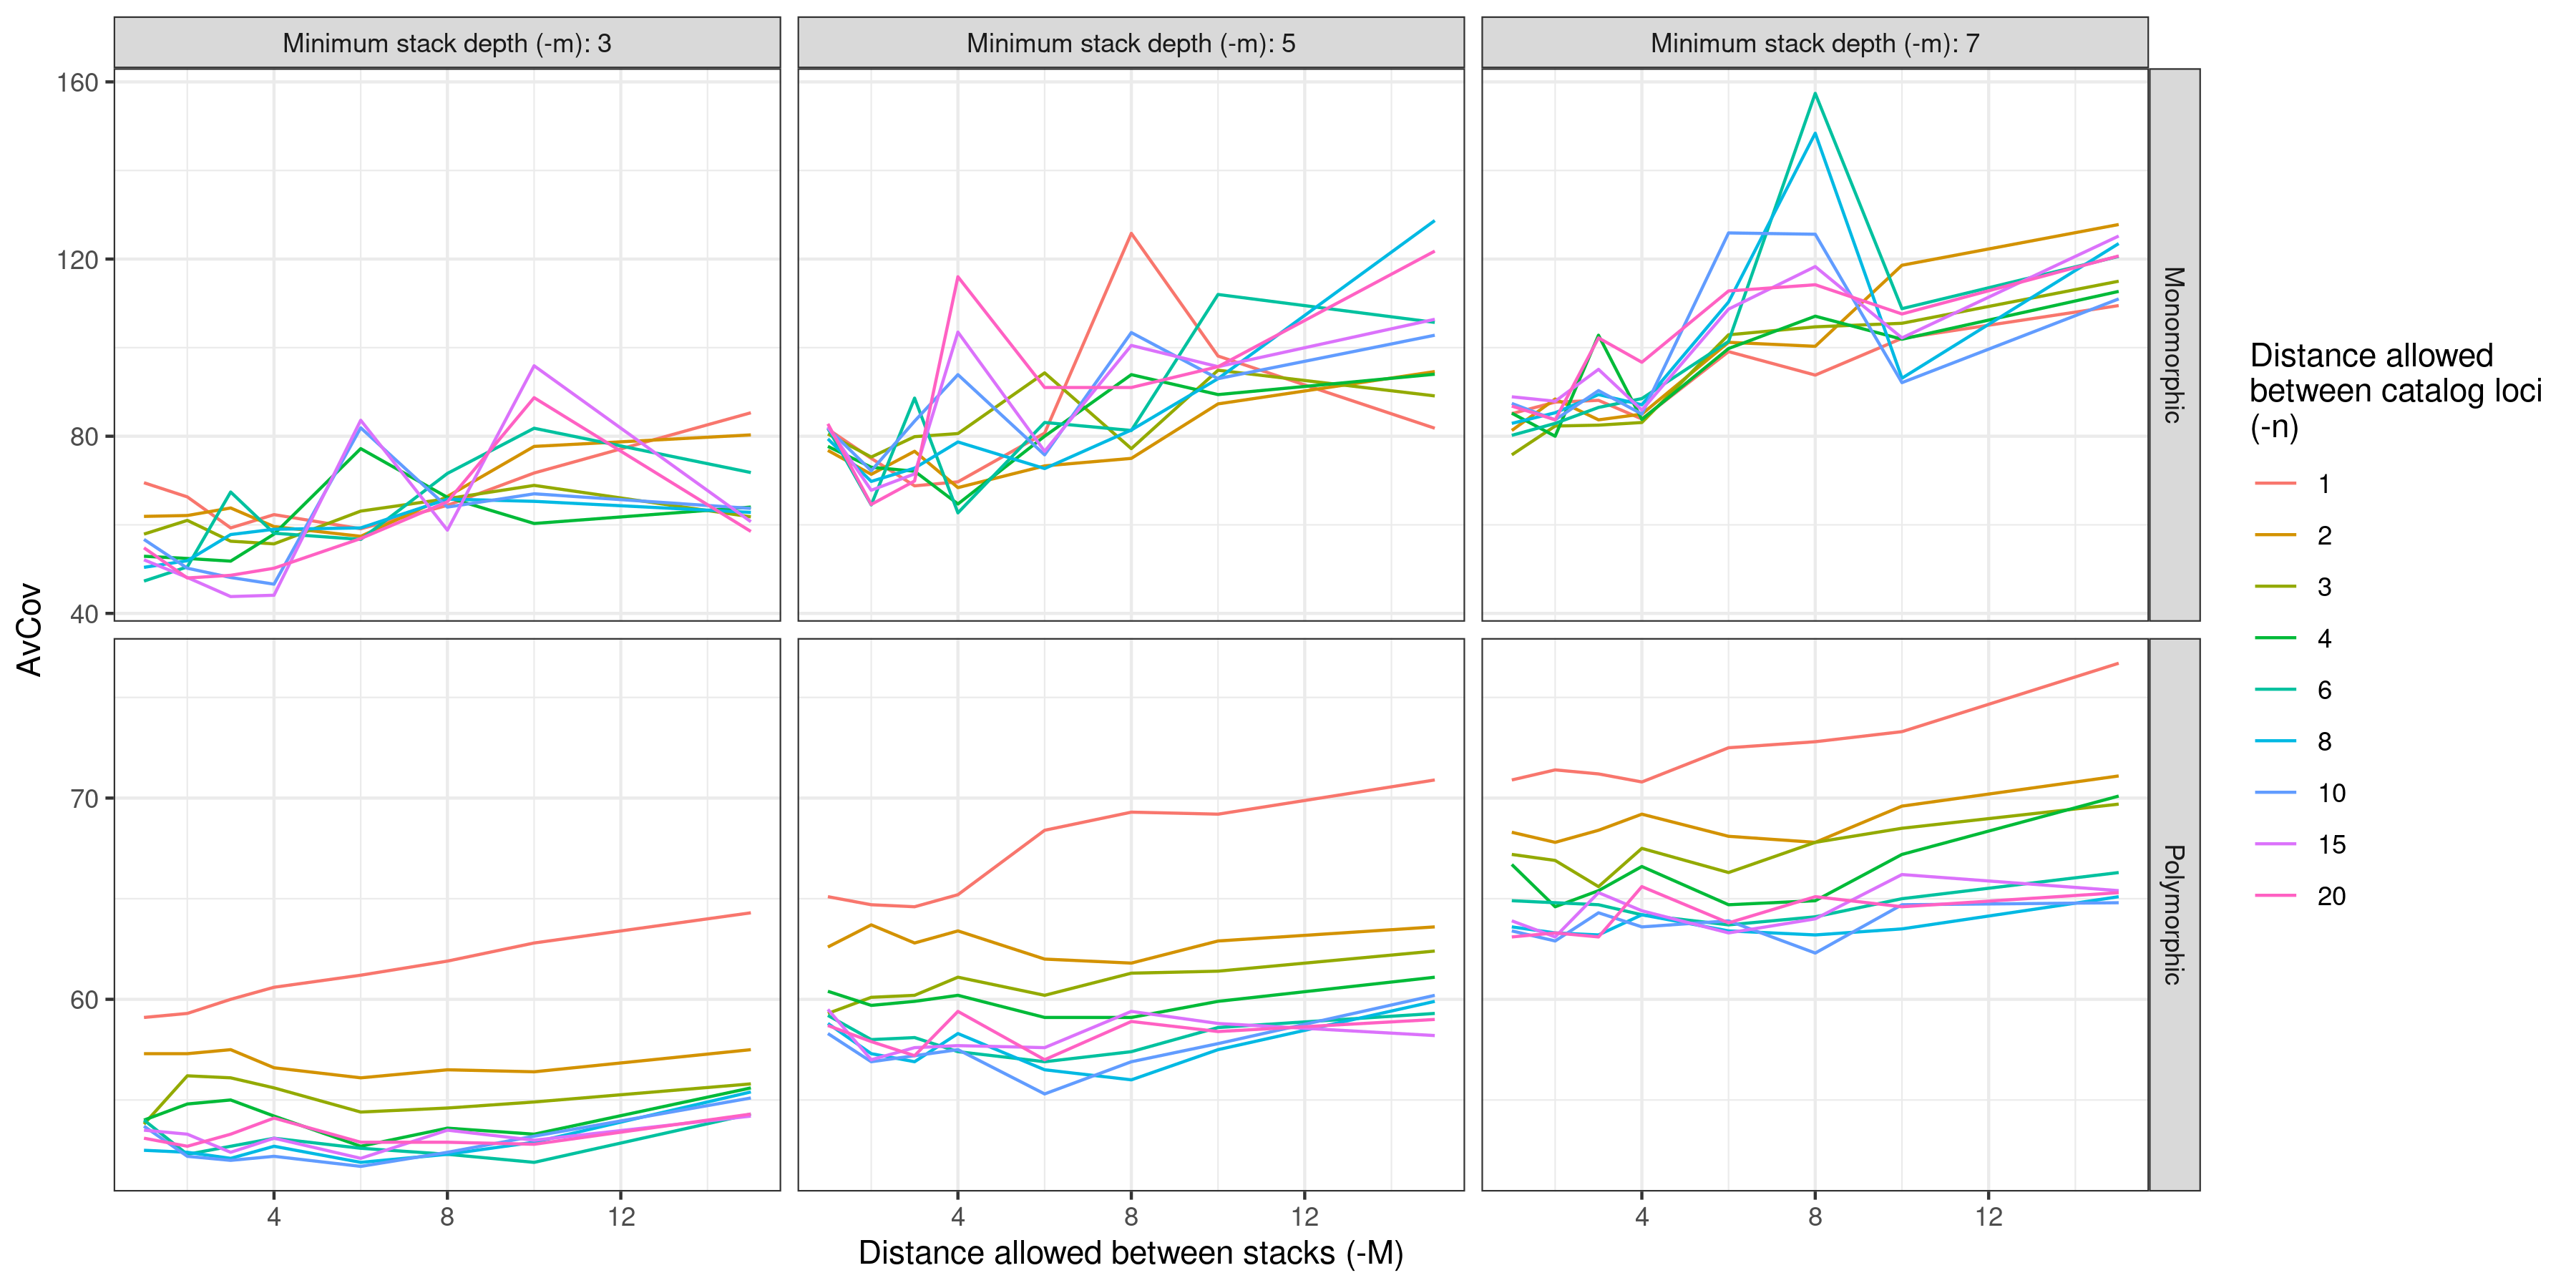 Minimum stack depth (-m): 3
Minimum stack depth (-m): 5
Minimum stack depth (-m): 7
160
120
80
40
Monomorphic
AvCov
70
60
Polymorphic
4
8
12
4
8
12
4
8
12
Distance allowed between stacks (-M)
Distance allowed
between catalog loci
(-n)
1
2
3
4
6
8
10
15
20